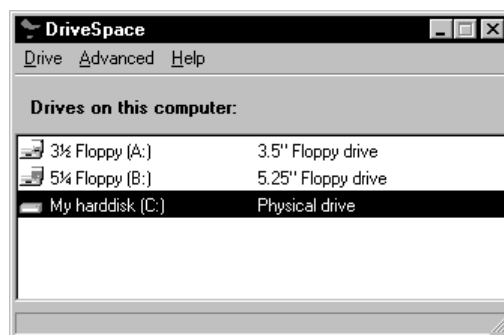 DriveSpace
Drive Advanced Help
Drives on this computer:
3½ Floppy (A:) 3.5" Floppy drive
5¼ Floppy (B:) 5.25" Floppy drive
My harddisk (C:) Physical drive